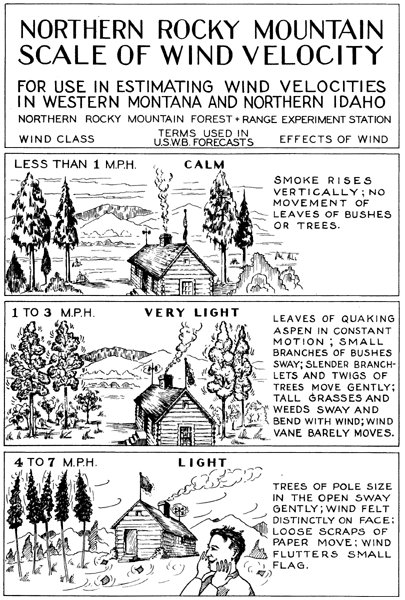 NORTHERN ROCKY MOUNTAIN
SCALE OF WIND VELOCITY
FOR USE IN ESTIMATING WIND VELOCITIES
IN WESTERN MONTANA AND NORTHERN IDAHO
NORTHERN ROCKY MOUNTAIN FOREST + RANGE EXPERIMENT STATION
WIND CLASS
TERMS USED IN
U.S.W.B. FORECASTS
EFFECTS OF WIND
LESS THAN 1 M.P.H. CALM
SMOKE RISES
VERTICALLY; NO
MOVEMENT OF
LEAVES OF BUSHES
OR TREES.
1 TO 3 M.P.H. VERY LIGHT
LEAVES OF QUAKING
ASPEN IN CONSTANT
MOTION; SMALL
BRANCHES OF BUSHES
SWAY; SLENDER BRANCH-
LETS AND TWIGS OF
TREES MOVE GENTLY;
TALL GRASSES AND
WEEDS SWAY AND
BEND WITH WIND; WIND
VANE BARELY MOVES.
4 TO 7 M.P.H. LIGHT
TREES OF POLE SIZE
IN THE OPEN SWAY
GENTLY; WIND FELT
DISTINCTLY ON FACE;
LOOSE SCRAPS OF
PAPER MOVE; WIND
FLUTTERS SMALL
FLAG.